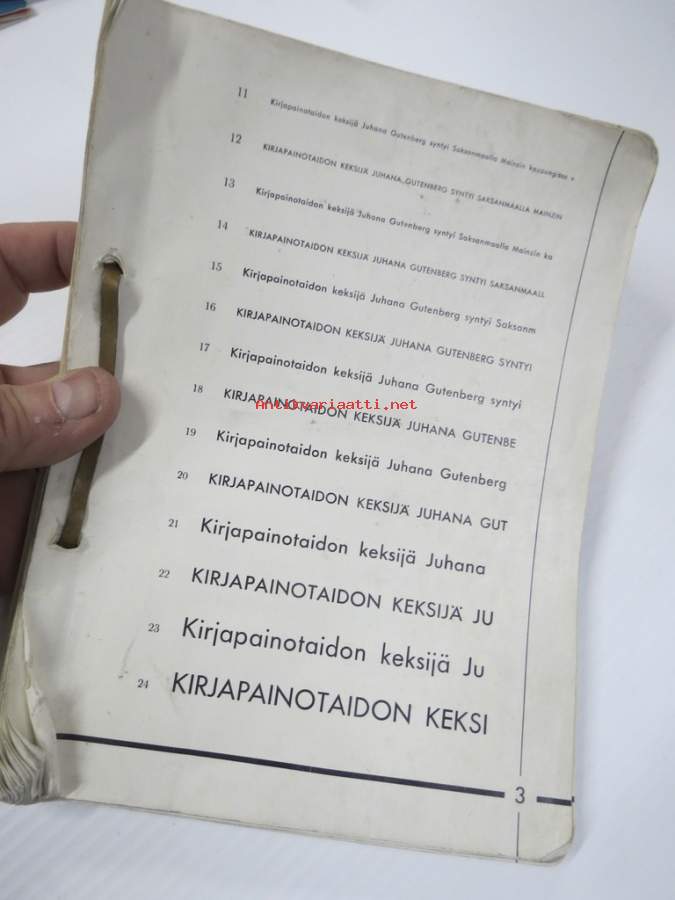 11 Kirjapainotaidon keksijä Juhana Gutenberg syntyi Saksanmaalla Mainzin kaupungissa
12 KIRJAPAINOTAIDON KEKSIJÄ JUHANA GUTENBERG SYNTYI SAKSANMAALLA MAINZIN
13 Kirjapainotaidon keksijä Juhana Gutenberg syntyi Saksanmaalla Mainzin ka
14 KIRJAPAINOTAIDON KEKSIJÄ JUHANA GUTENBERG SYNTYI SAKSANMAALL
15 Kirjapainotaidon keksijä Juhana Gutenberg syntyi Saksanm
16 KIRJAPAINOTAIDON KEKSIJÄ JUHANA GUTENBERG SYNTYI
17 Kirjapainotaidon keksijä Juhana Gutenberg syntyi
18 KIRJAPAINOTAIDON KEKSIJÄ JUHANA GUTENBE
Antikvariaatti.net
19 Kirjapainotaidon keksijä Juhana Gutenberg
20 KIRJAPAINOTAIDON KEKSIJÄ JUHANA GUT
21 Kirjapainotaidon keksijä Juhana
22 KIRJAPAINOTAIDON KEKSIJÄ JU
23 Kirjapainotaidon keksijä Ju
24 KIRJAPAINOTAIDON KEKSI
3